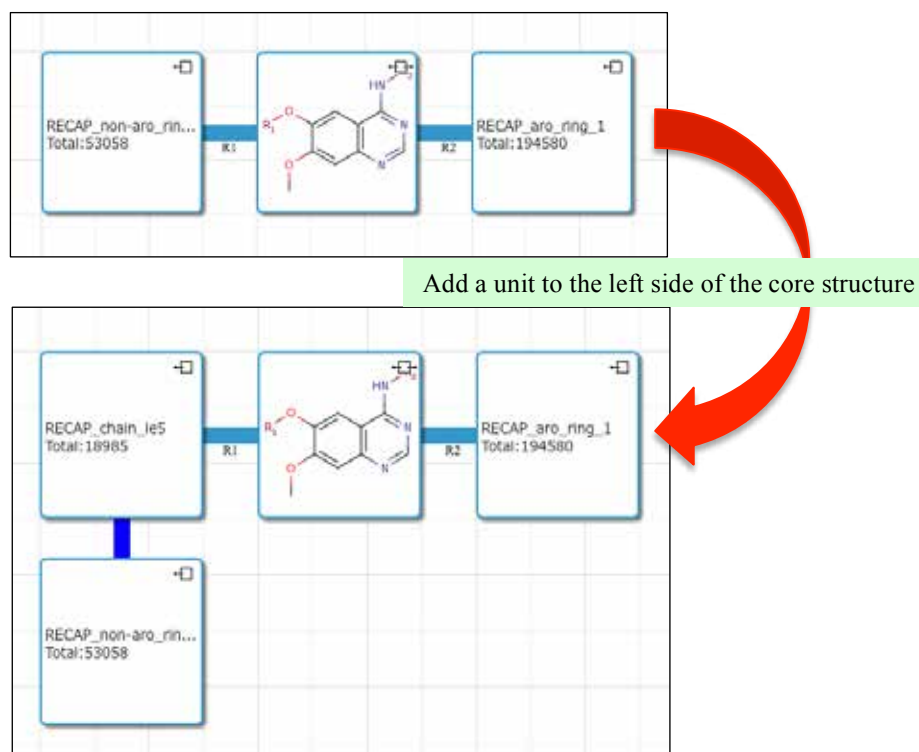 RECAP_non-aro_rin...
Total:53058
R1
HN
O
R1
N
N
O
R2
RECAP_aro_ring_1
Total:194580
Add a unit to the left side of the core structure
RECAP_chain_le5
Total:18985
R1
HN
O
R1
N
N
O
R2
RECAP_aro_ring_1
Total:194580
RECAP_non-aro_rin...
Total:53058